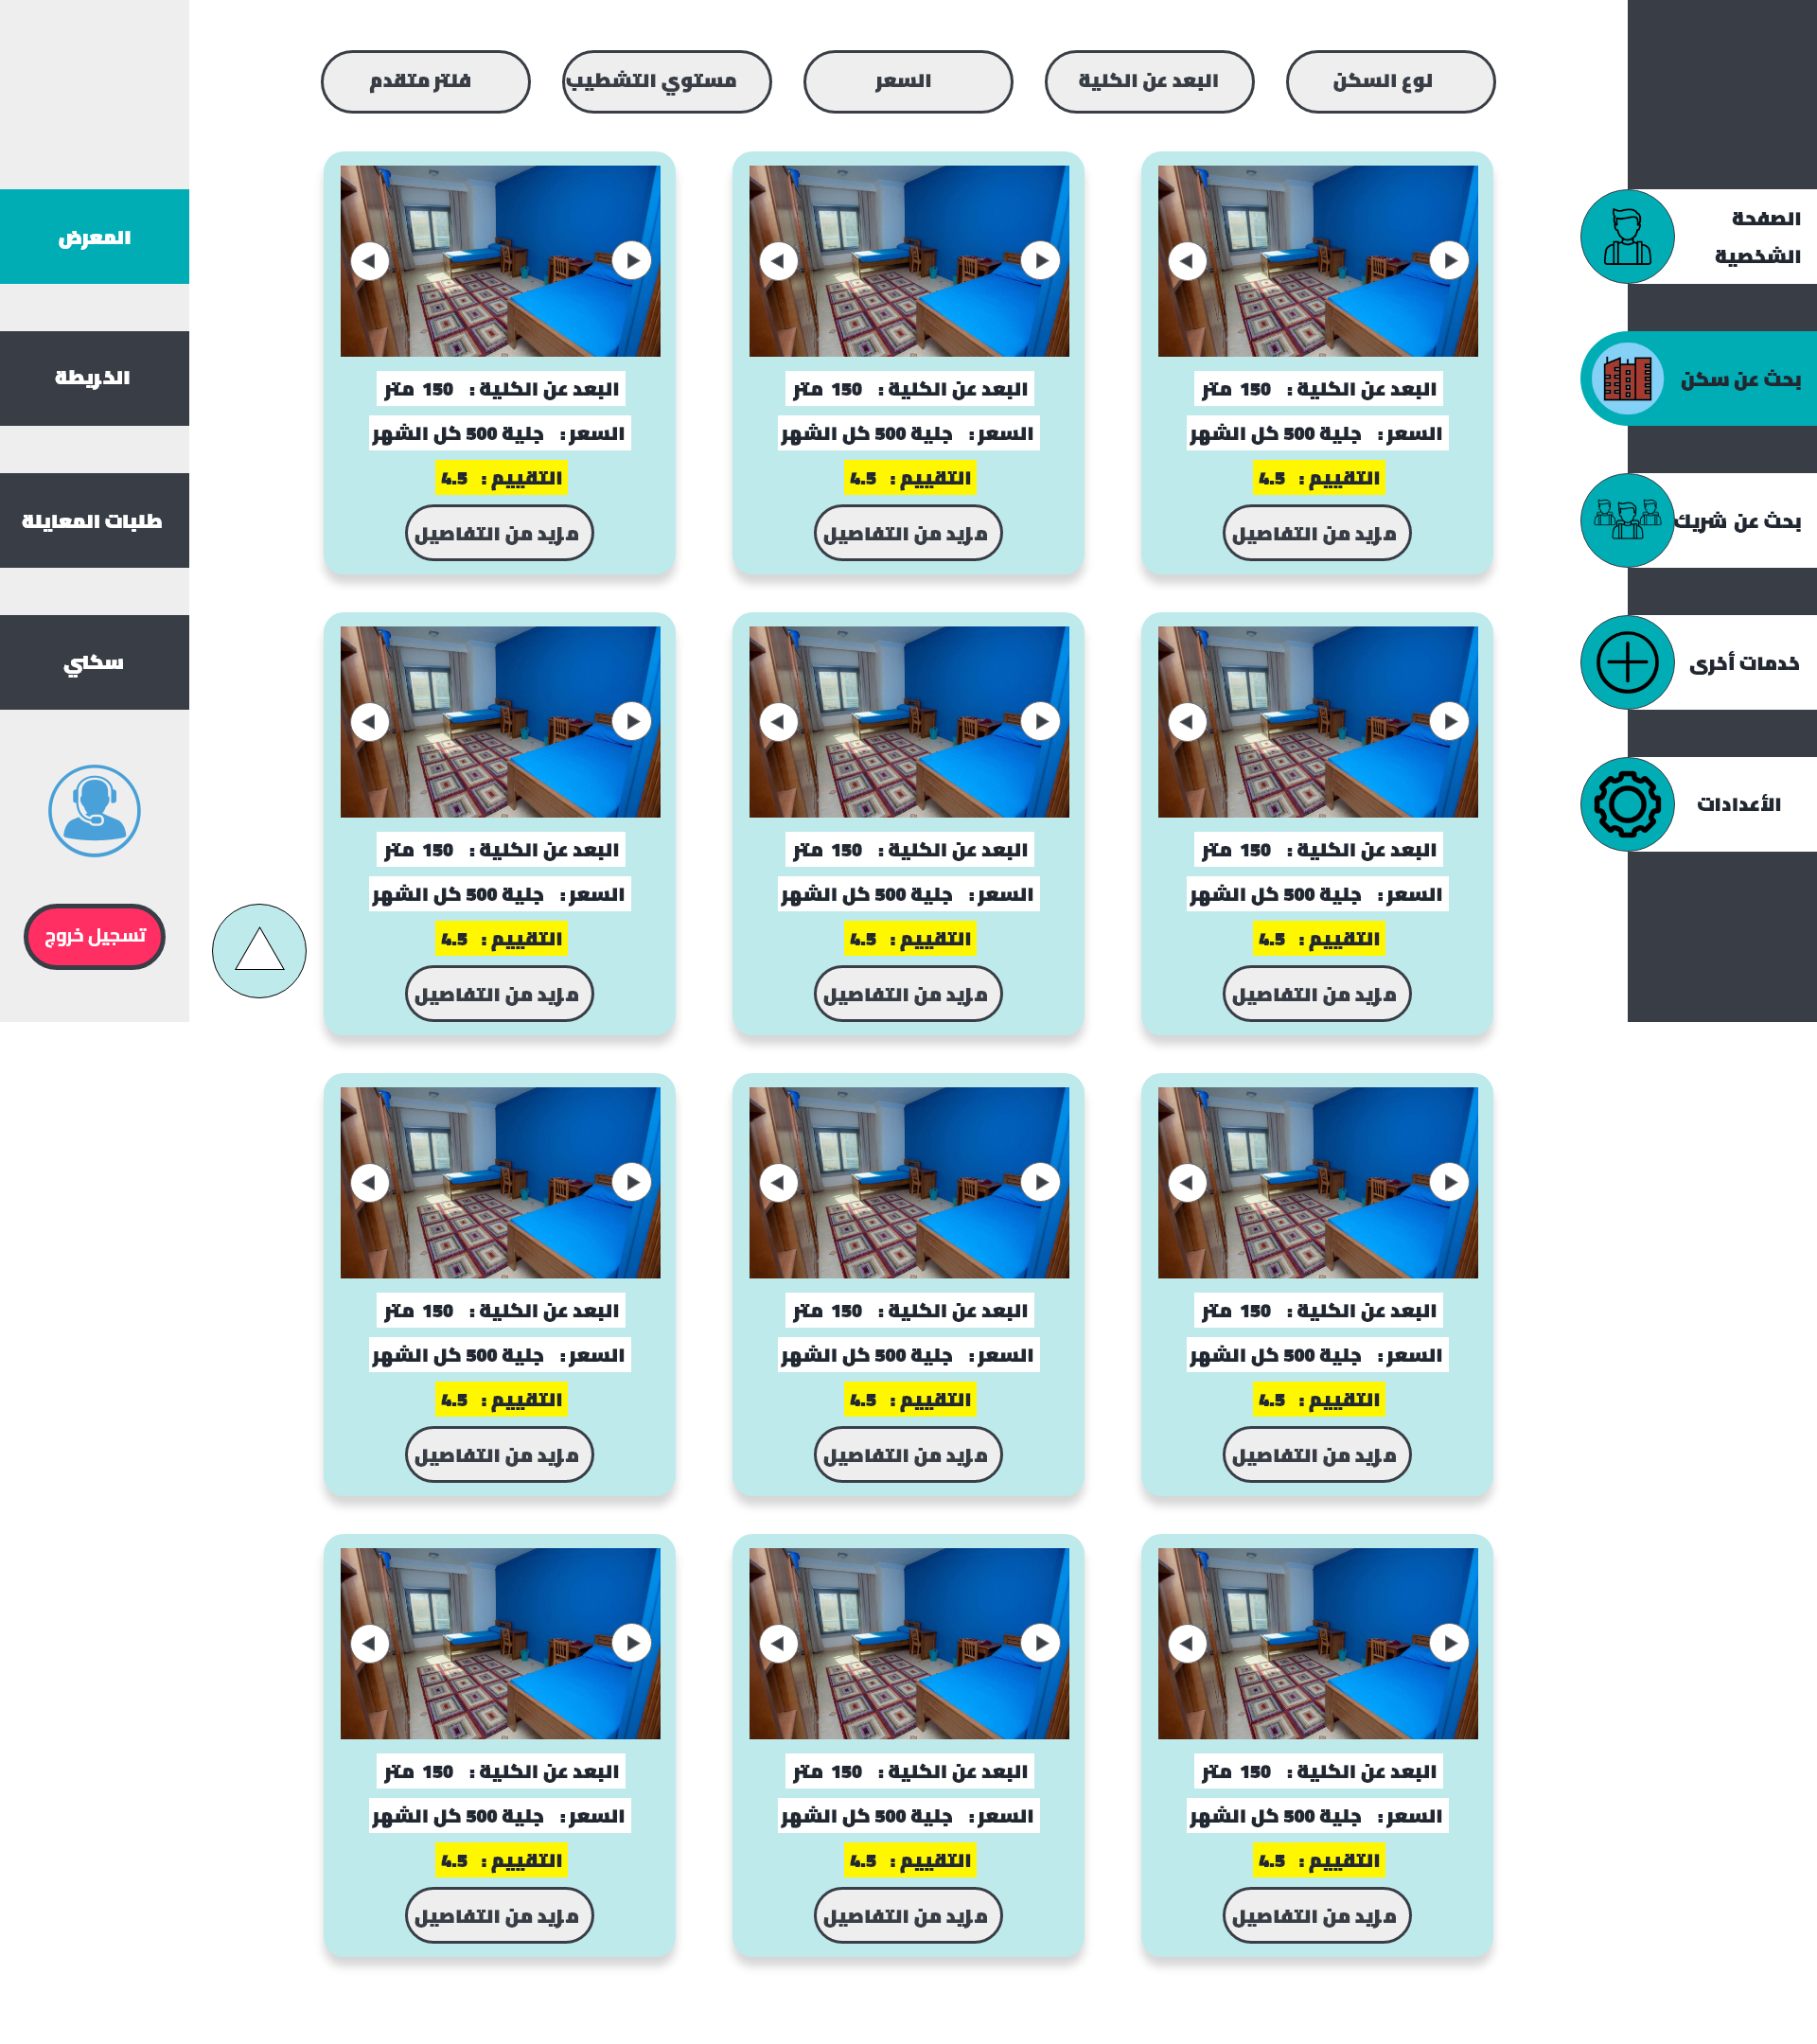 لوع السكن
البعد عن الكلية
السعر
مستوي التشطيب
فلتر متقدم
الصفحة
الشخصية
بحث عن سكن
بحث عن شريك
خدمات أخرى
الأعدادات
البعد عن الكلية : 150 متر
السعر : جلية 500 كل الشهر
التقييم : 4.5
مزيد من التفاصيل
البعد عن الكلية : 150 متر
السعر : جلية 500 كل الشهر
التقييم : 4.5
مزيد من التفاصيل
البعد عن الكلية : 150 متر
السعر : جلية 500 كل الشهر
التقييم : 4.5
مزيد من التفاصيل
البعد عن الكلية : 150 متر
السعر : جلية 500 كل الشهر
التقييم : 4.5
مزيد من التفاصيل
البعد عن الكلية : 150 متر
السعر : جلية 500 كل الشهر
التقييم : 4.5
مزيد من التفاصيل
البعد عن الكلية : 150 متر
السعر : جلية 500 كل الشهر
التقييم : 4.5
مزيد من التفاصيل
البعد عن الكلية : 150 متر
السعر : جلية 500 كل الشهر
التقييم : 4.5
مزيد من التفاصيل
البعد عن الكلية : 150 متر
السعر : جلية 500 كل الشهر
التقييم : 4.5
مزيد من التفاصيل
البعد عن الكلية : 150 متر
السعر : جلية 500 كل الشهر
التقييم : 4.5
مزيد من التفاصيل
البعد عن الكلية : 150 متر
السعر : جلية 500 كل الشهر
التقييم : 4.5
مزيد من التفاصيل
البعد عن الكلية : 150 متر
السعر : جلية 500 كل الشهر
التقييم : 4.5
مزيد من التفاصيل
البعد عن الكلية : 150 متر
السعر : جلية 500 كل الشهر
التقييم : 4.5
مزيد من التفاصيل
المعرض
الخريطة
طلبات المعاينة
سكني
تسجيل خروج